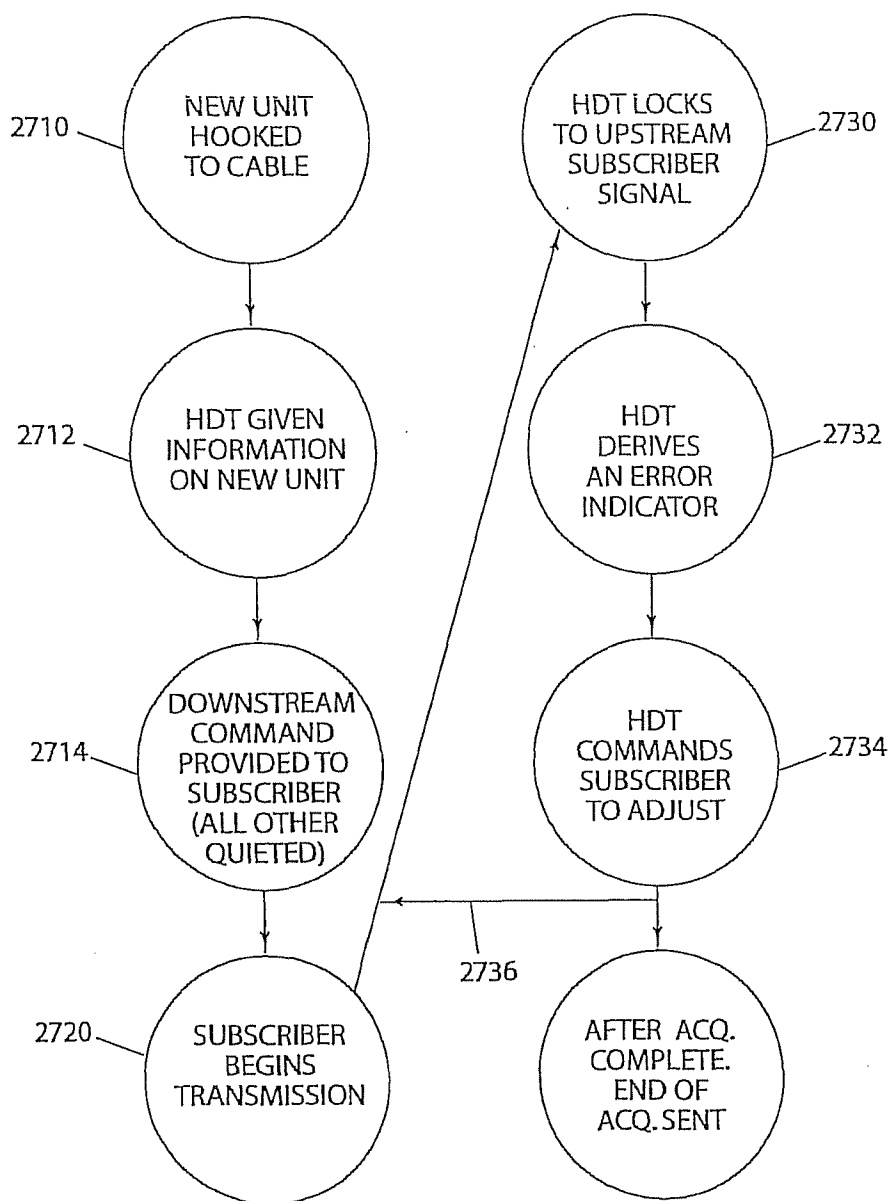 2710
NEW UNIT
HOOKED
TO CABLE
2712
HDT GIVEN
INFORMATION
ON NEW UNIT
2714
DOWNSTREAM
COMMAND
PROVIDED TO
SUBSCRIBER
(ALL OTHER
QUIETED)
2720
SUBSCRIBER
BEGINS
TRANSMISSION
HDT LOCKS
TO UPSTREAM
SUBSCRIBER
SIGNAL
2730
HDT
DERIVES
AN ERROR
INDICATOR
2732
HDT
COMMANDS
SUBSCRIBER
TO ADJUST
2734
2736
AFTER ACQ.
COMPLETE.
END OF
ACQ. SENT